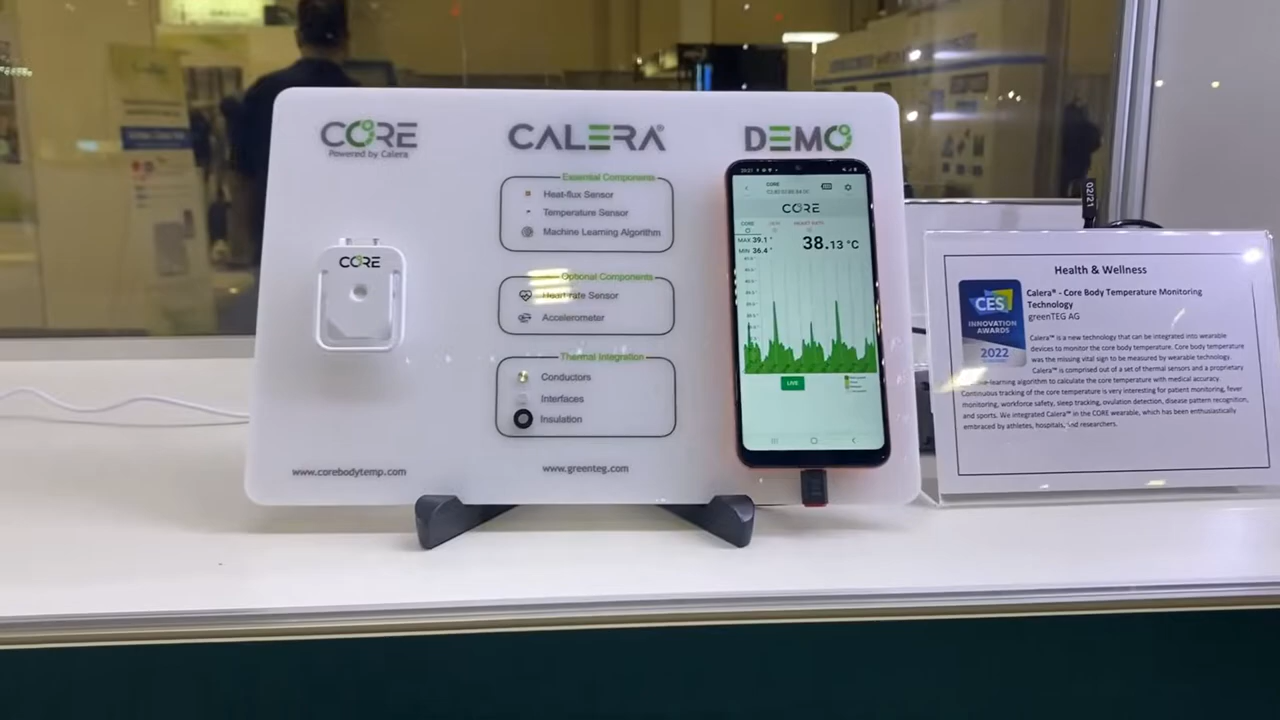 CORE
Powered by Calera
CORE
www.corebodytemp.com
CALERA®
Essential Components
Heat-flux Sensor
Temperature Sensor
Machine Learning Algorithm
Optional Components
Heart rate Sensor
Accelerometer
Thermal Integration
Conductors
Interfaces
Insulation
www.greenteg.com
DEMO
CORE
CORE
CORE
HEART RATE
MAX 39.1 °
MIN 36.4 °
38.13 °C
LIVE
02/21
Health & Wellness
CES
INNOVATION
AWARDS
2022
Calera® - Core Body Temperature Monitoring
Technology
greenTEG AG
Calera™ is a new technology that can be integrated into wearable
devices to monitor the core body temperature. Core body temperature
was the missing vital sign to be measured by wearable technology.
Calera™ is comprised out of a set of thermal sensors and a proprietary
machine-learning algorithm to calculate the core temperature with medical accuracy.
Continuous tracking of the core temperature is very interesting for patient monitoring, fever
monitoring, workforce safety, sleep tracking, ovulation detection, disease pattern recognition,
and sports. We integrated Calera™ in the CORE wearable, which has been enthusiastically
embraced by athletes, hospitals, and researchers.